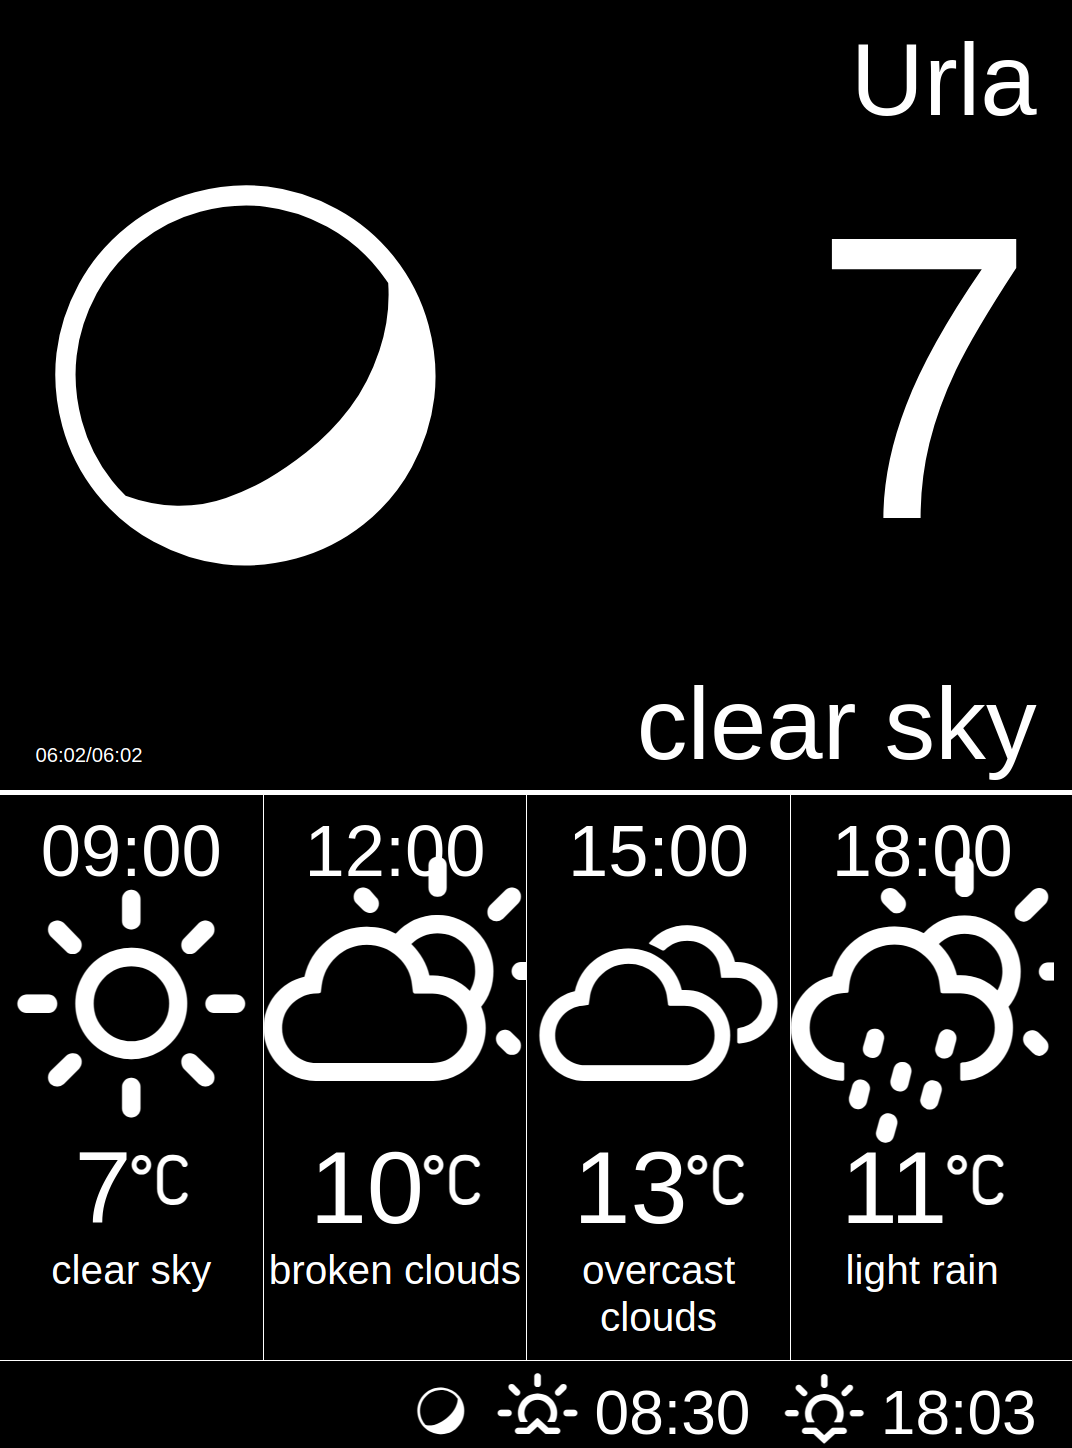 Urla
7
clear sky
06:02/06:02
09:00 12:00 15:00 18:00
7°C 10°C 13°C 11°C
clear sky broken clouds overcast clouds light rain
08:30 18:03